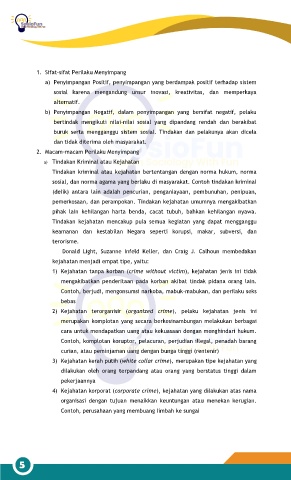 1. Sifat-sifat Perilaku Menyimpang
a) Penyimpangan Positif, penyimpangan yang berdampak positif terhadap sistem
sosial karena mengandung unsur inovasi, kreativitas, dan memperkaya
alternatif.
b) Penyimpangan Negatif, dalam penyimpangan yang bersifat negatif, pelaku
bertindak mengikuti nilai-nilai sosial yang dipandang rendah dan berakibat
buruk serta mengganggu sistem sosial. Tindakan dan pelakunya akan dicela
dan tidak diterima oleh masyarakat.
2. Macam-macam Perilaku Menyimpang
a) Tindakan Kriminal atau Kejahatan
Tindakan kriminal atau kejahatan bertentangan dengan norma hukum, norma
sosial, dan norma agama yang berlaku di masyarakat. Contoh tindakan kriminal
(delik) antara lain adalah pencurian, penganiayaan, pembunuhan, penipuan,
pemerkosaan, dan perampokan. Tindakan kejahatan umumnya mengakibatkan
pihak lain kehilangan harta benda, cacat tubuh, bahkan kehilangan nyawa.
Tindakan kejahatan mencakup pula semua kegiatan yang dapat mengganggu
keamanan dan kestabilan Negara seperti korupsi, makar, subversi, dan
terorisme.
Donald Light, Suzanne Infeld Keller, dan Craig J. Calhoun membedakan
kejahatan menjadi empat tipe, yaitu:
1) Kejahatan tanpa korban (crime without victim), kejahatan jenis ini tidak
mengakibatkan penderitaan pada korban akibat tindak pidana orang lain.
Contoh, berjudi, mengonsumsi narkoba, mabuk-mabukan, dan perilaku seks
bebas
2) Kejahatan terorganisir (organized crime), pelaku kejahatan jenis ini
merupakan komplotan yang secara berkesinambungan melakukan berbagai
cara untuk mendapatkan uang atau kekuasaan dengan menghindari hukum.
Contoh, komplotan koruptor, pelacuran, perjudian illegal, penadah barang
curian, atau peminjaman uang dengan bunga tinggi (rentenir)
3) Kejahatan kerah putih (white collar crime), merupakan tipe kejahatan yang
dilakukan oleh orang terpandang atau orang yang berstatus tinggi dalam
pekerjaannya
4) Kejahatan korporat (corporate crime), kejahatan yang dilakukan atas nama
organisasi dengan tujuan menaikkan keuntungan atau menekan kerugian.
Contoh, perusahaan yang membuang limbah ke sungai
5